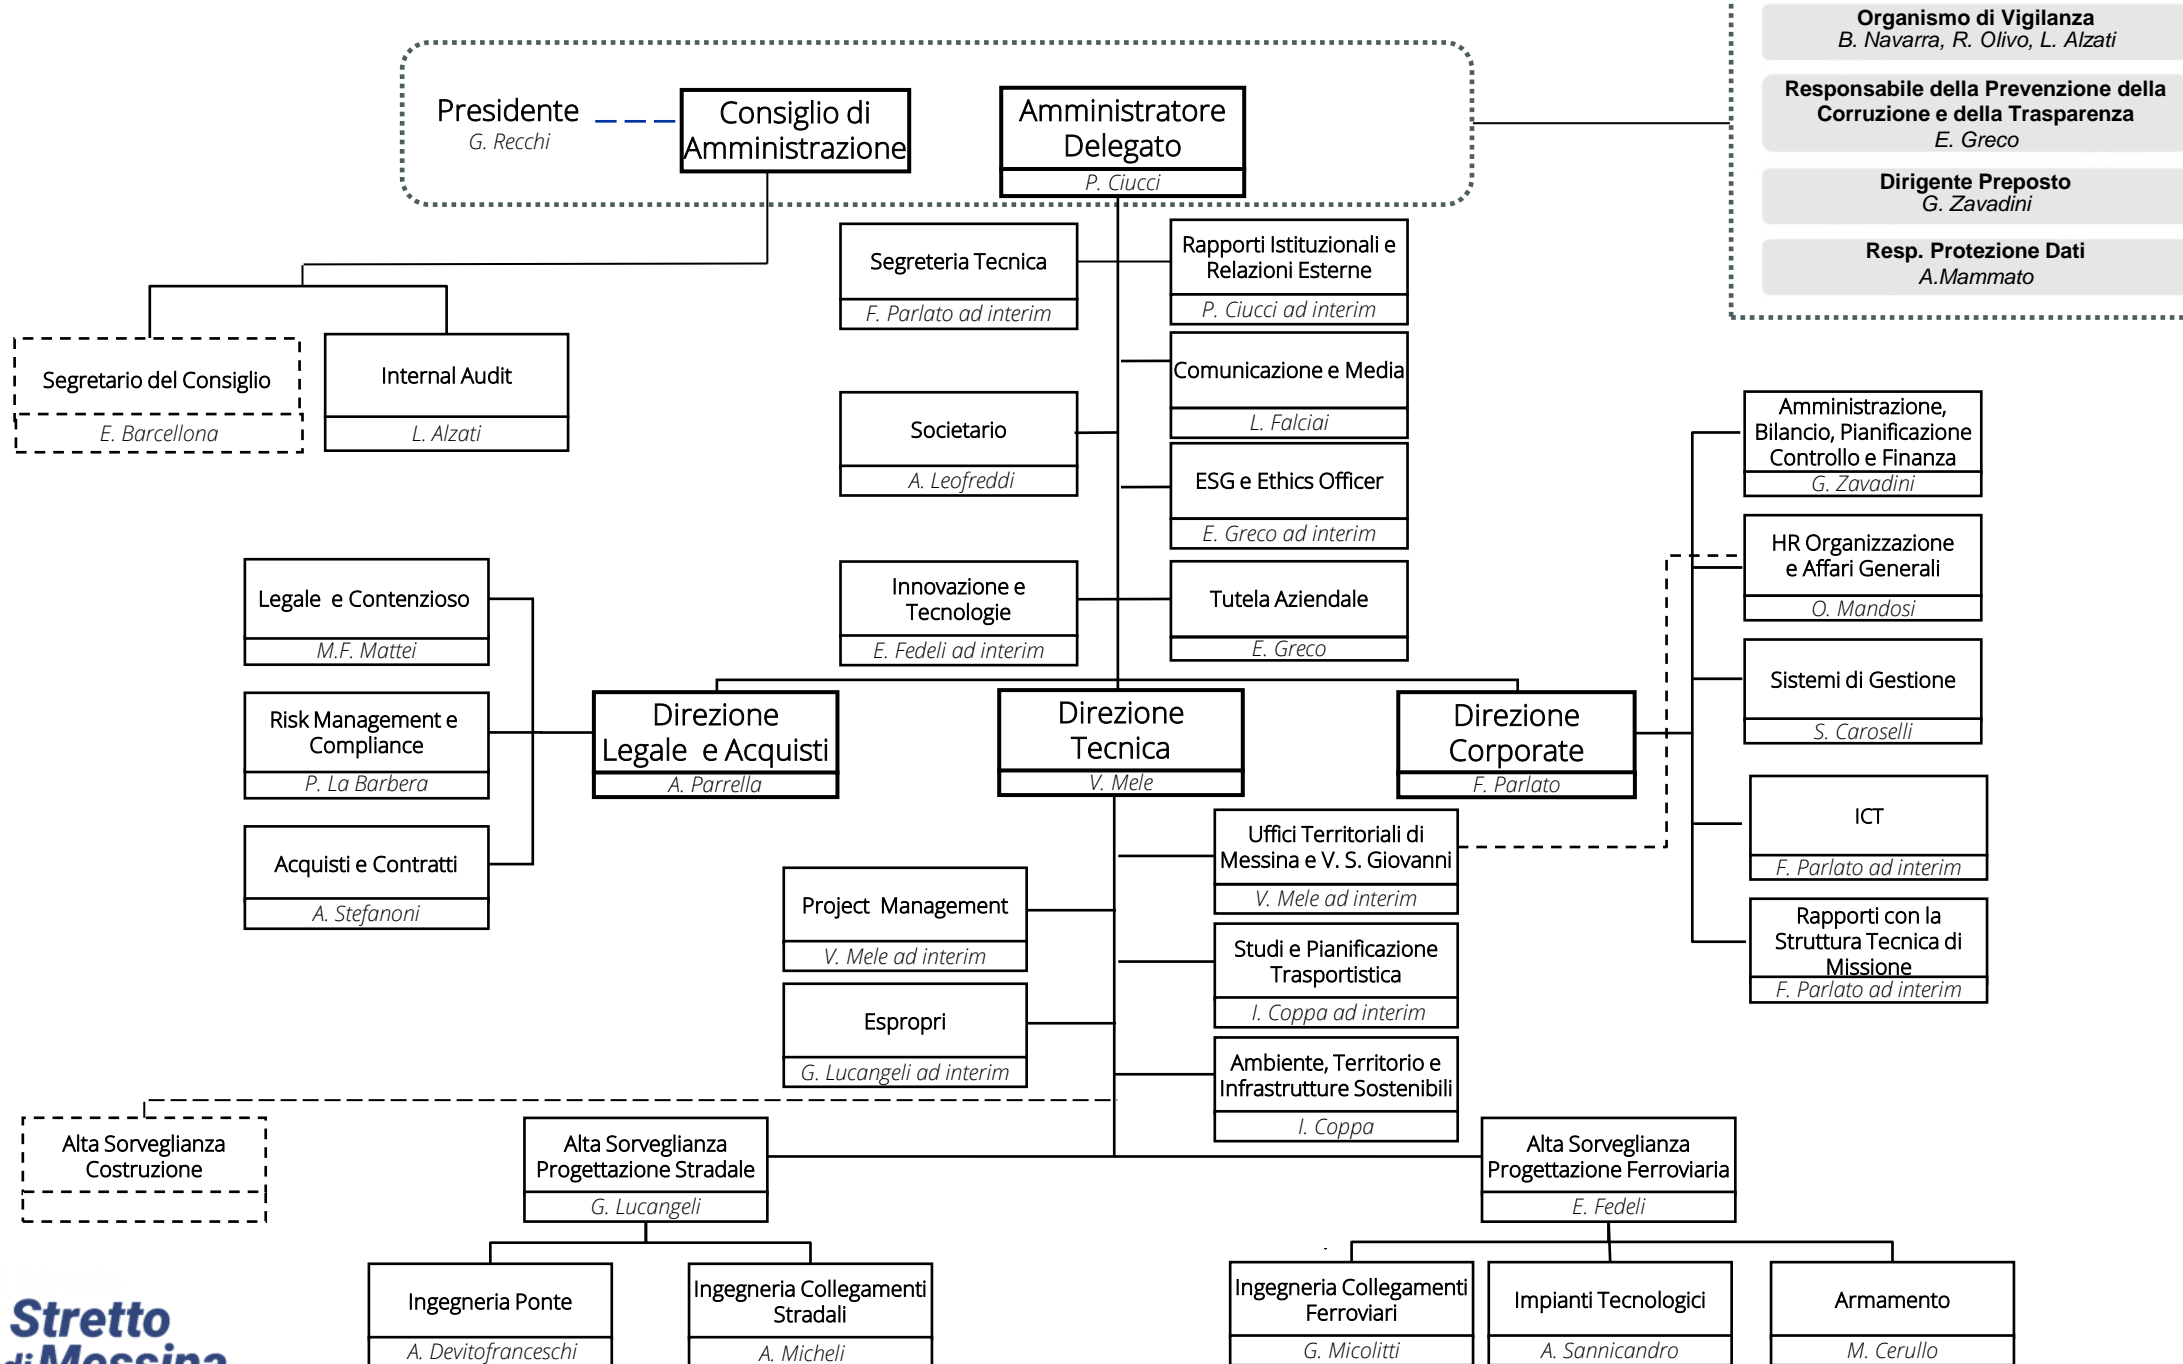 Organismo di Vigilanza
B. Navarra, R. Olivo, L. Alzati
Responsabile della Prevenzione della
Corruzione e della Trasparenza
E. Greco
Dirigente Preposto
G. Zavadini
Resp. Protezione Dati
A.Mammato
Presidente
G. Recchi
Consiglio di
Amministrazione
Amministratore
Delegato
P. Ciucci
Segreteria Tecnica
F. Parlato ad interim
Rapporti Istituzionali e
Relazioni Esterne
P. Ciucci ad interim
Segretario del Consiglio
E. Barcellona
Internal Audit
L. Alzati
Comunicazione e Media
L. Falciai
Societario
A. Leofreddi
ESG e Ethics Officer
E. Greco ad interim
Innovazione e
Tecnologie
E. Fedeli ad interim
Tutela Aziendale
E. Greco
Amministrazione,
Bilancio, Pianificazione
Controllo e Finanza
G. Zavadini
HR Organizzazione
e Affari Generali
O. Mandosi
Sistemi di Gestione
S. Caroselli
ICT
F. Parlato ad interim
Rapporti con la
Struttura Tecnica di
Missione
F. Parlato ad interim
Legale e Contenzioso
M.F. Mattei
Risk Management e
Compliance
P. La Barbera
Acquisti e Contratti
A. Stefanoni
Direzione
Legale e Acquisti
A. Parrella
Direzione
Tecnica
V. Mele
Direzione
Corporate
F. Parlato
Uffici Territoriali di
Messina e V. S. Giovanni
V. Mele ad interim
Project Management
V. Mele ad interim
Studi e Pianificazione
Trasportistica
I. Coppa ad interim
Espropri
G. Lucangeli ad interim
Ambiente, Territorio e
Infrastrutture Sostenibili
I. Coppa
Alta Sorveglianza
Costruzione
Alta Sorveglianza
Progettazione Stradale
G. Lucangeli
Alta Sorveglianza
Progettazione Ferroviaria
E. Fedeli
Ingegneria Ponte
A. Devitofranceschi
Ingegneria Collegamenti
Stradali
A. Micheli
Ingegneria Collegamenti
Ferroviari
G. Micolitti
Impianti Tecnologici
A. Sannicandro
Armamento
M. Cerullo
Stretto
di Messina